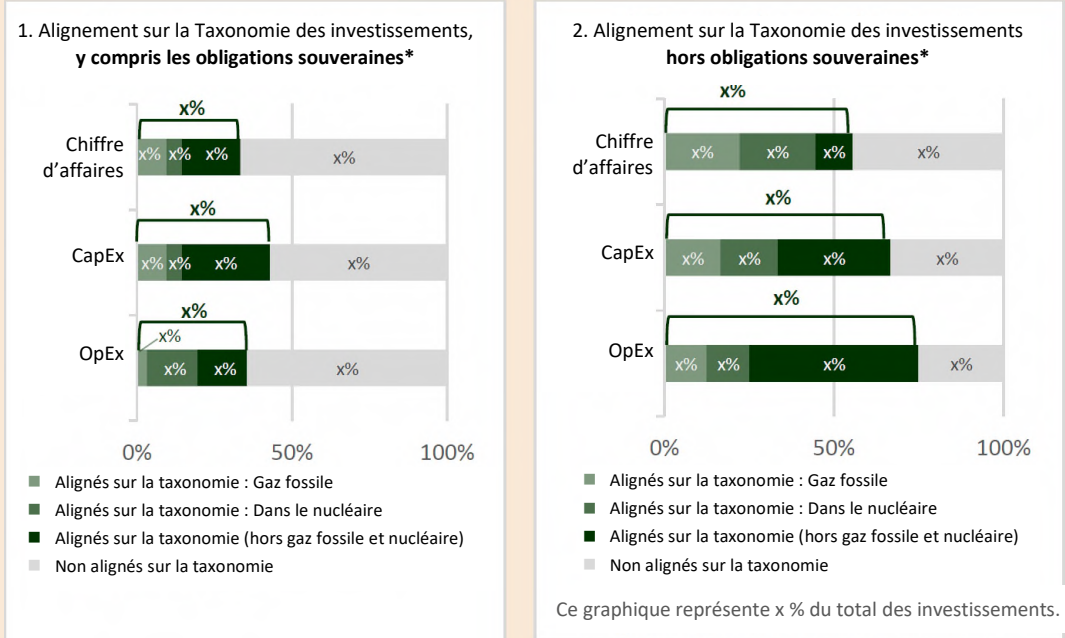 1. Alignement sur la Taxonomie des investissements,
y compris les obligations souveraines*
x%
Chiffre
d'affaires
x% x% x% x%
x%
CapEx
x% x% x% x%
x%
x%
OpEx
x% x% x%
0% 50% 100%
Alignés sur la taxonomie : Gaz fossile
Alignés sur la taxonomie : Dans le nucléaire
Alignés sur la taxonomie (hors gaz fossile et nucléaire)
Non alignés sur la taxonomie
2. Alignement sur la Taxonomie des investissements
hors obligations souveraines*
x%
Chiffre
d'affaires
x% x% x% x%
x%
CapEx
x% x% x% x%
x%
OpEx
x% x% x% x%
0% 50% 100%
Alignés sur la taxonomie : Gaz fossile
Alignés sur la taxonomie : Dans le nucléaire
Alignés sur la taxonomie (hors gaz fossile et nucléaire)
Non alignés sur la taxonomie
Ce graphique représente x % du total des investissements.